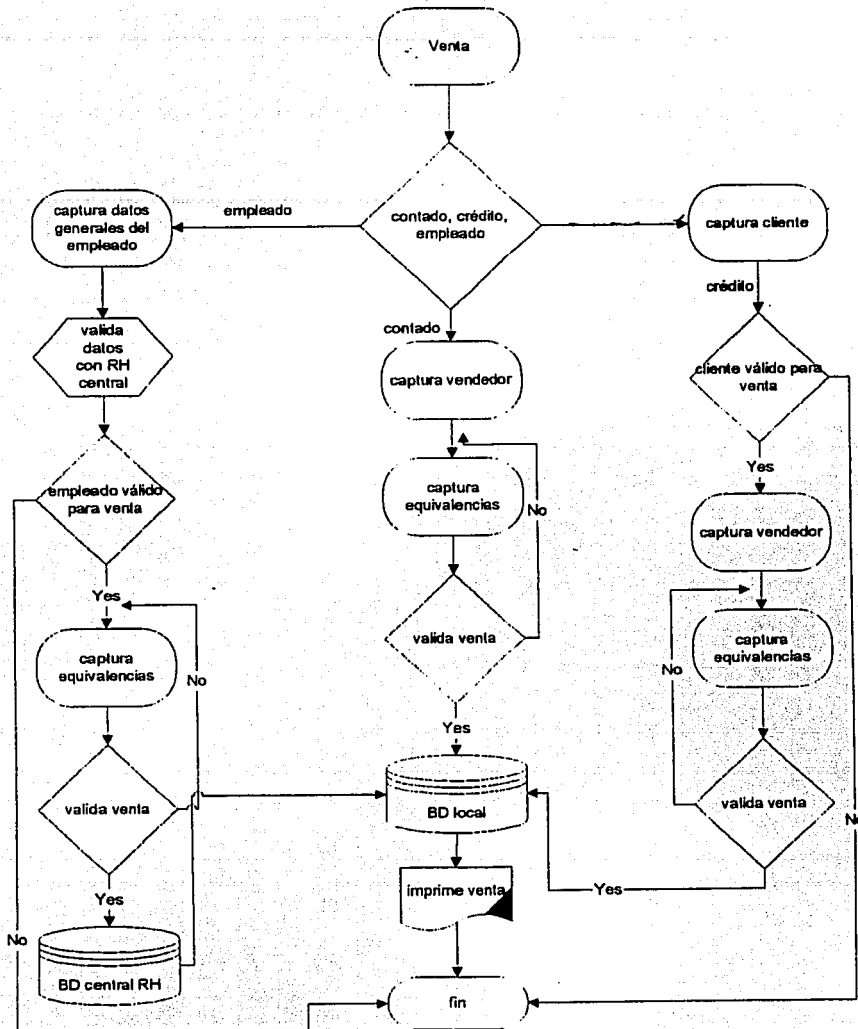 Venta
contado, crédito,
empleado
empleado
captura datos
generales del
empleado
captura cliente
crédito
valida
datos
con RH
central
contado
captura vendedor
cliente válido para
venta
empleado válido
para venta
captura
equivalencias
No
Yes
captura vendedor
Yes
captura
equivalencias
No
valida venta
captura
equivalencias
No
Yes
valida venta
BD local
valida venta
No
Yes
imprime venta
Yes
No
BD central RH
fin